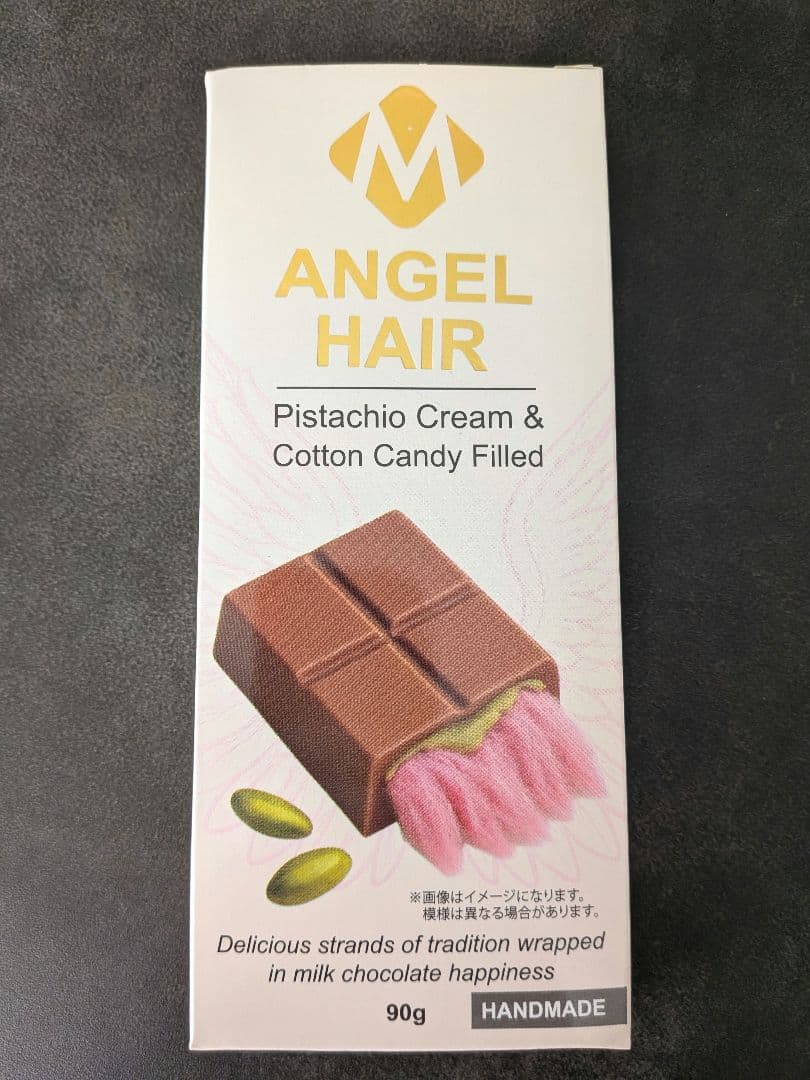 M
ANGEL
HAIR
Pistachio Cream &
Cotton Candy Filled
※画像はイメージになります。
模様は異なる場合があります。
Delicious strands of tradition wrapped
in milk chocolate happiness
90g
HANDMADE